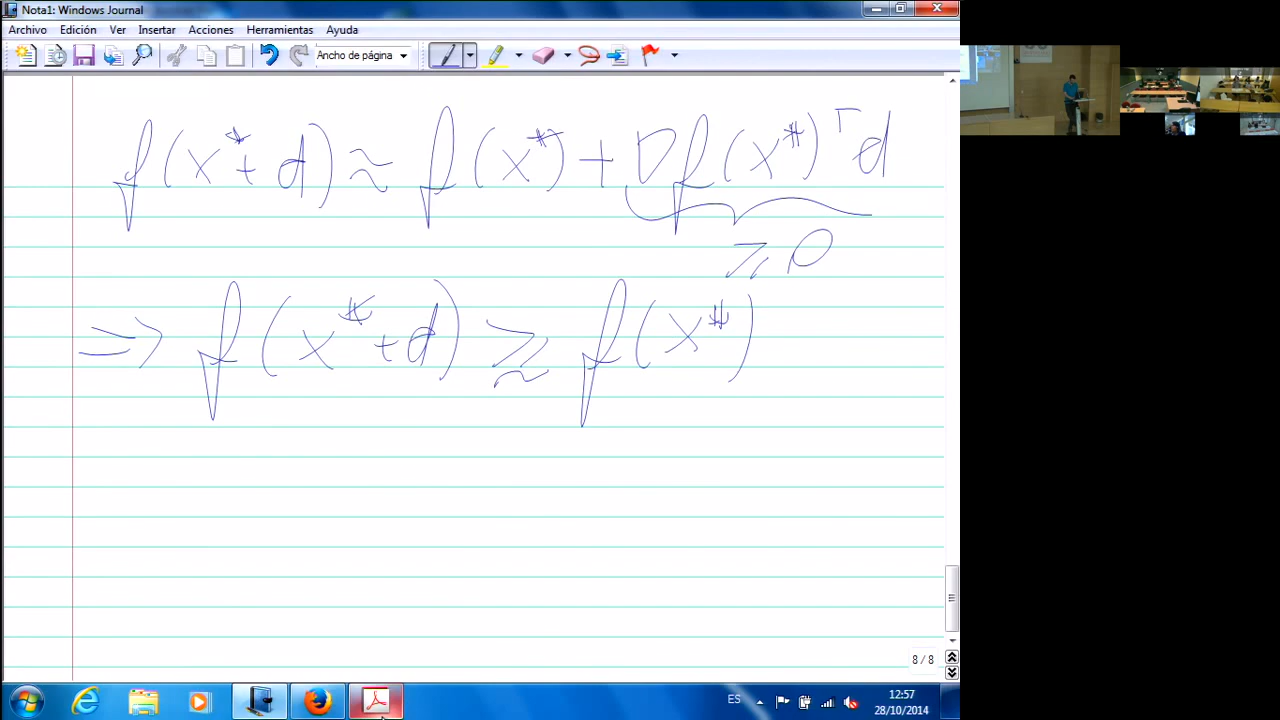 Nota1: Windows Journal
Archivo Edición Ver Insertar Acciones Herramientas Ayuda
Ancho de página
f(x*+d) ≈ f(x*) + ∇f(x*)ᵀd
≥ 0
⇒ f(x*+d) ⪆ f(x*)
8 / 8
ES
12:57
28/10/2014